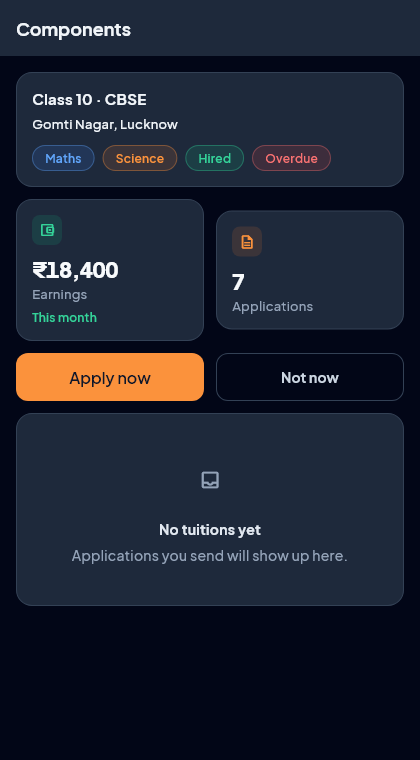 Components
Class 10 · CBSE
Gomti Nagar, Lucknow
Maths Science Hired Overdue
₹18,400
Earnings
This month
7
Applications
Apply now
Not now
No tuitions yet
Applications you send will show up here.